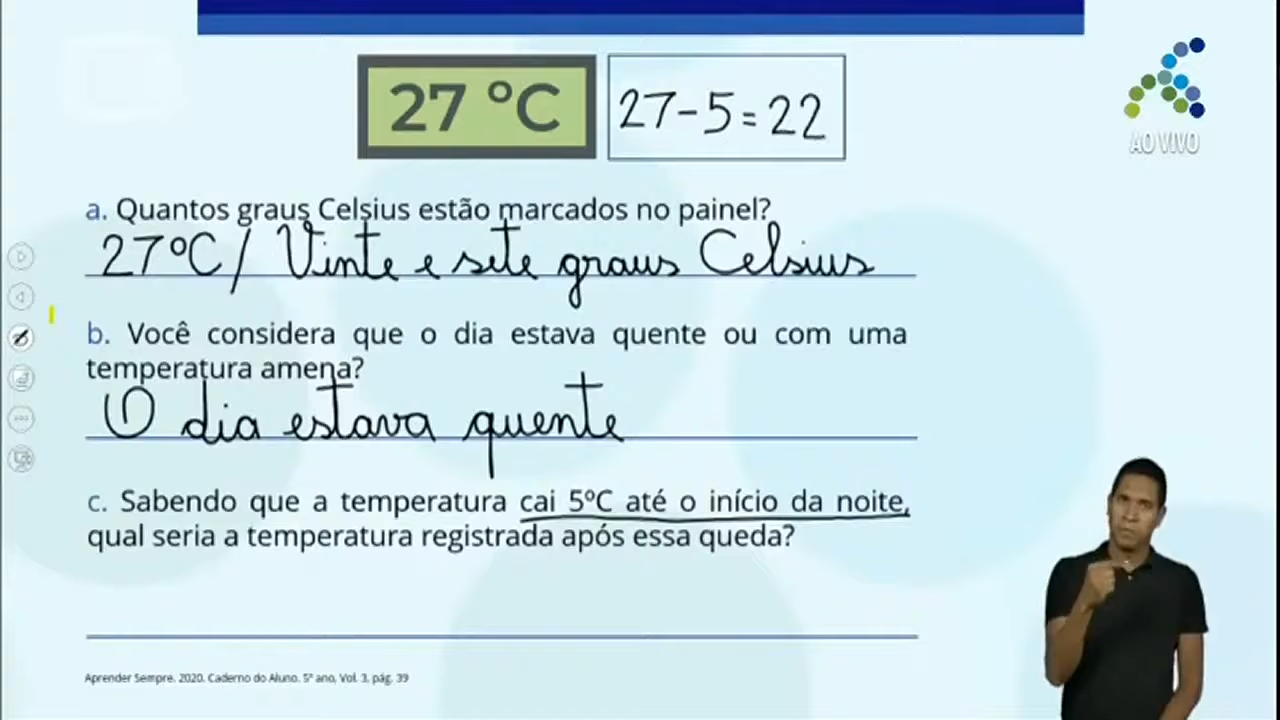 27 °C
27-5=22
AO VIVO
a. Quantos graus Celsius estão marcados no painel?
27ºC / Vinte e sete graus Celsius
b. Você considera que o dia estava quente ou com uma
temperatura amena?
O dia estava quente
c. Sabendo que a temperatura cai 5ºC até o início da noite,
qual seria a temperatura registrada após essa queda?
Aprender Sempre. 2020. Caderno do Aluno. 5º ano, Vol. 3, pág. 39